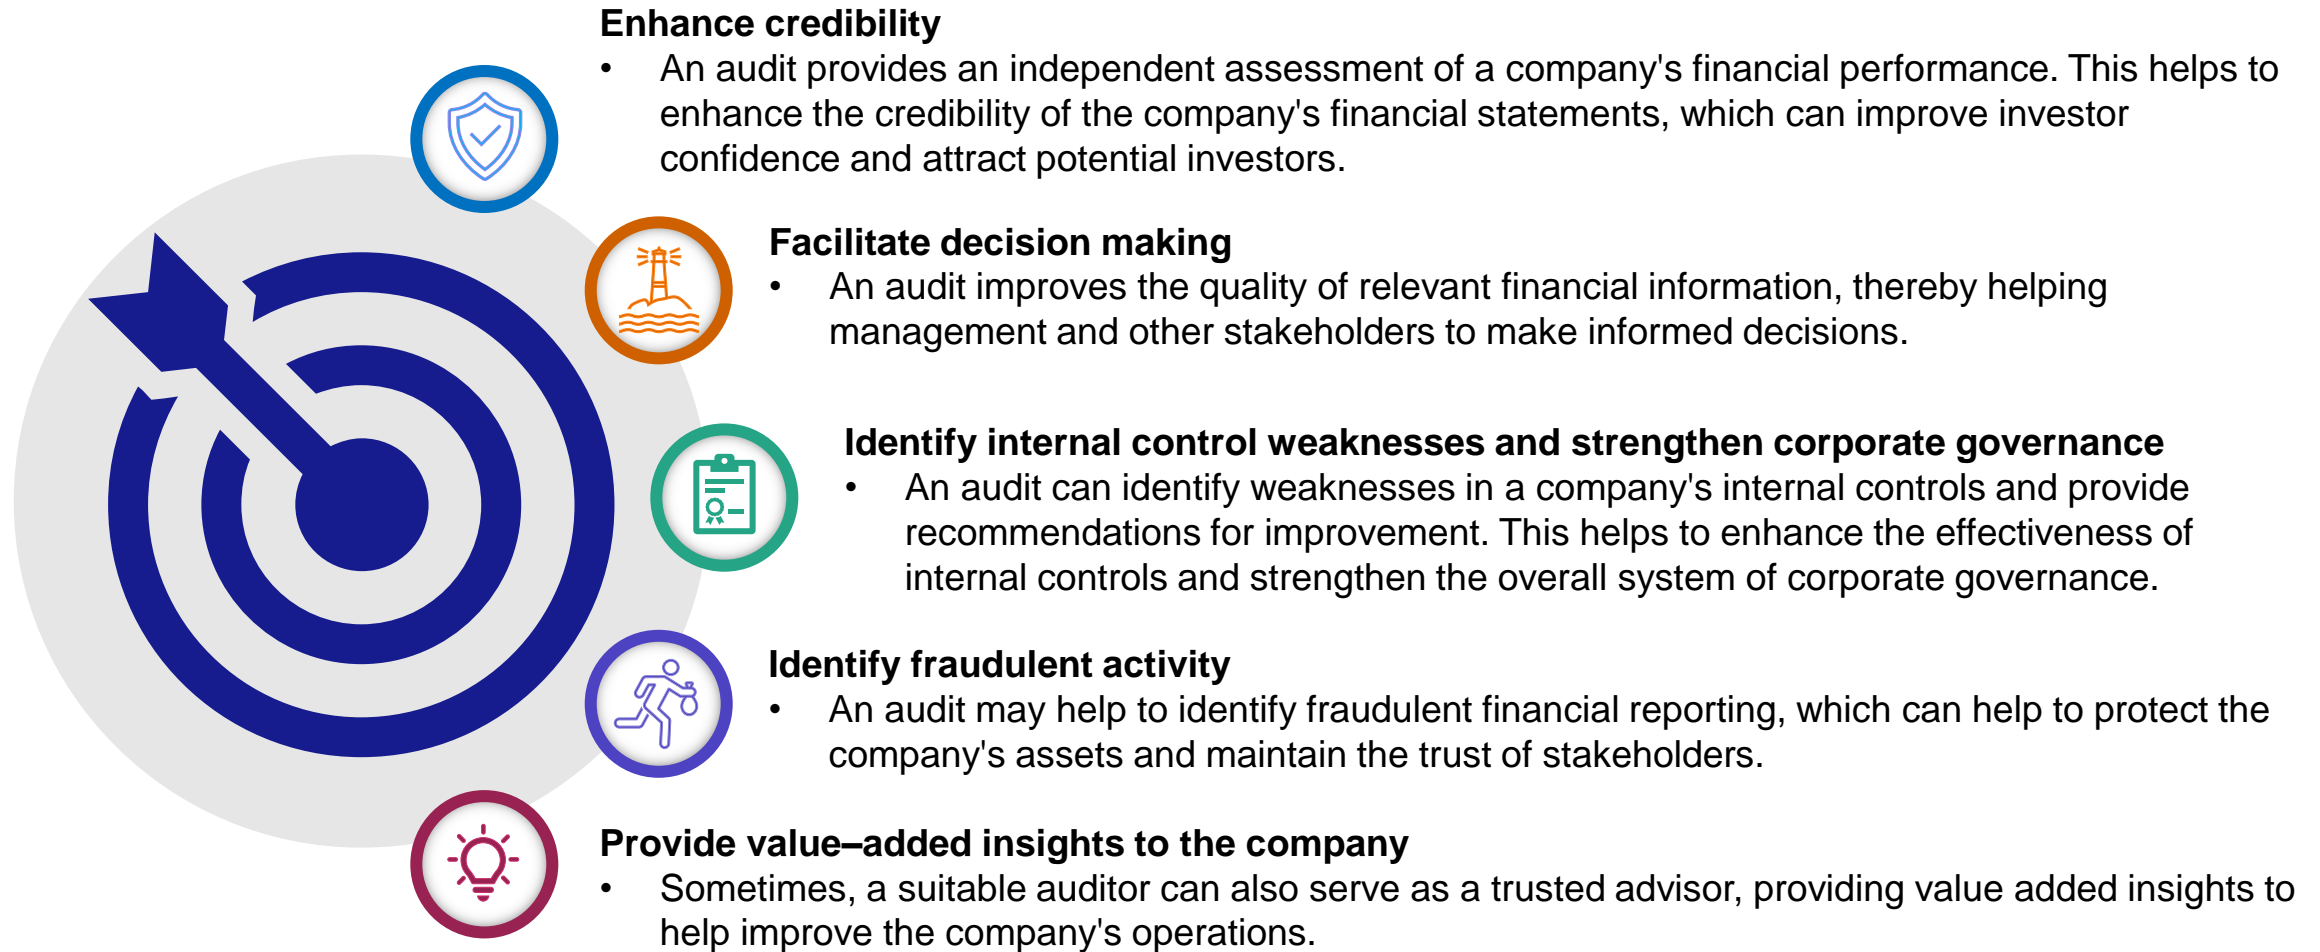 Enhance credibility
• An audit provides an independent assessment of a company's financial performance. This helps to
enhance the credibility of the company's financial statements, which can improve investor
confidence and attract potential investors.
Facilitate decision making
• An audit improves the quality of relevant financial information, thereby helping
management and other stakeholders to make informed decisions.
Identify internal control weaknesses and strengthen corporate governance
• An audit can identify weaknesses in a company's internal controls and provide
recommendations for improvement. This helps to enhance the effectiveness of
internal controls and strengthen the overall system of corporate governance.
Identify fraudulent activity
• An audit may help to identify fraudulent financial reporting, which can help to protect the
company's assets and maintain the trust of stakeholders.
Provide value–added insights to the company
• Sometimes, a suitable auditor can also serve as a trusted advisor, providing value added insights to
help improve the company's operations.